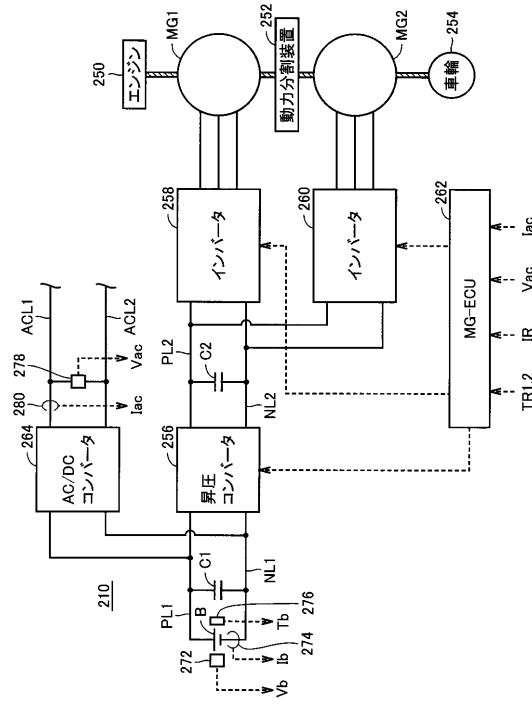 210
272
Vb
B
Ib
274
Tb
276
PL1
C1
NL1
264
AC/DC
コンバータ
280
278
Iac
Vac
ACL1
ACL2
256
昇圧
コンバータ
PL2
C2
NL2
258
インバータ
260
インバータ
262
MG-ECU
TR1,2
IR
Vac
Iac
250
エンジン
MG1
252
動力分割装置
MG2
254
車輪